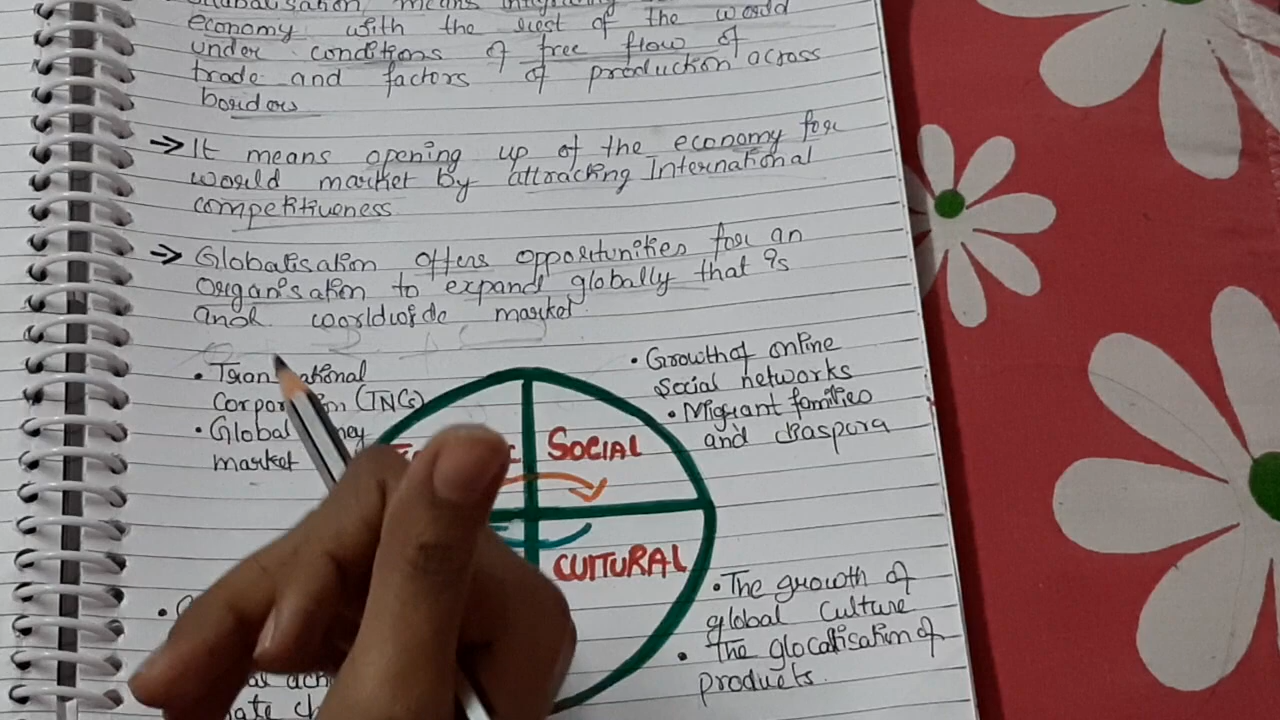 Globalisation means
economy with the rest of the world
under conditions of free flow of
trade and factors of production across
borders
→ It means opening up of the economy for
world market by attracting International
competitiveness
→ Globalisation offers opportunities for an
Organisation to expand globally that is
and worldwide market.
• Growth of online
social networks
• Migrant families
and diaspora
Corpor (TNCs)
• Global
market
SOCIAL
CULTURAL
• The growth of
global culture
• The glocalisation of
products.